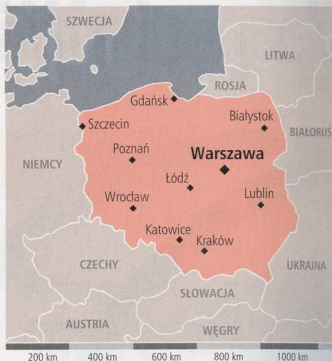 SZWECJA
LITWA
ROSJA
Gdańsk
Białystok
Szczecin
BIAŁORUŚ
Poznań
Warszawa
NIEMCY
Łódź
Lublin
Wrocław
Katowice
Kraków
CZECHY
UKRAINA
SŁOWACJA
AUSTRIA
WĘGRY
200 km 400 km 600 km 800 km 1000 km